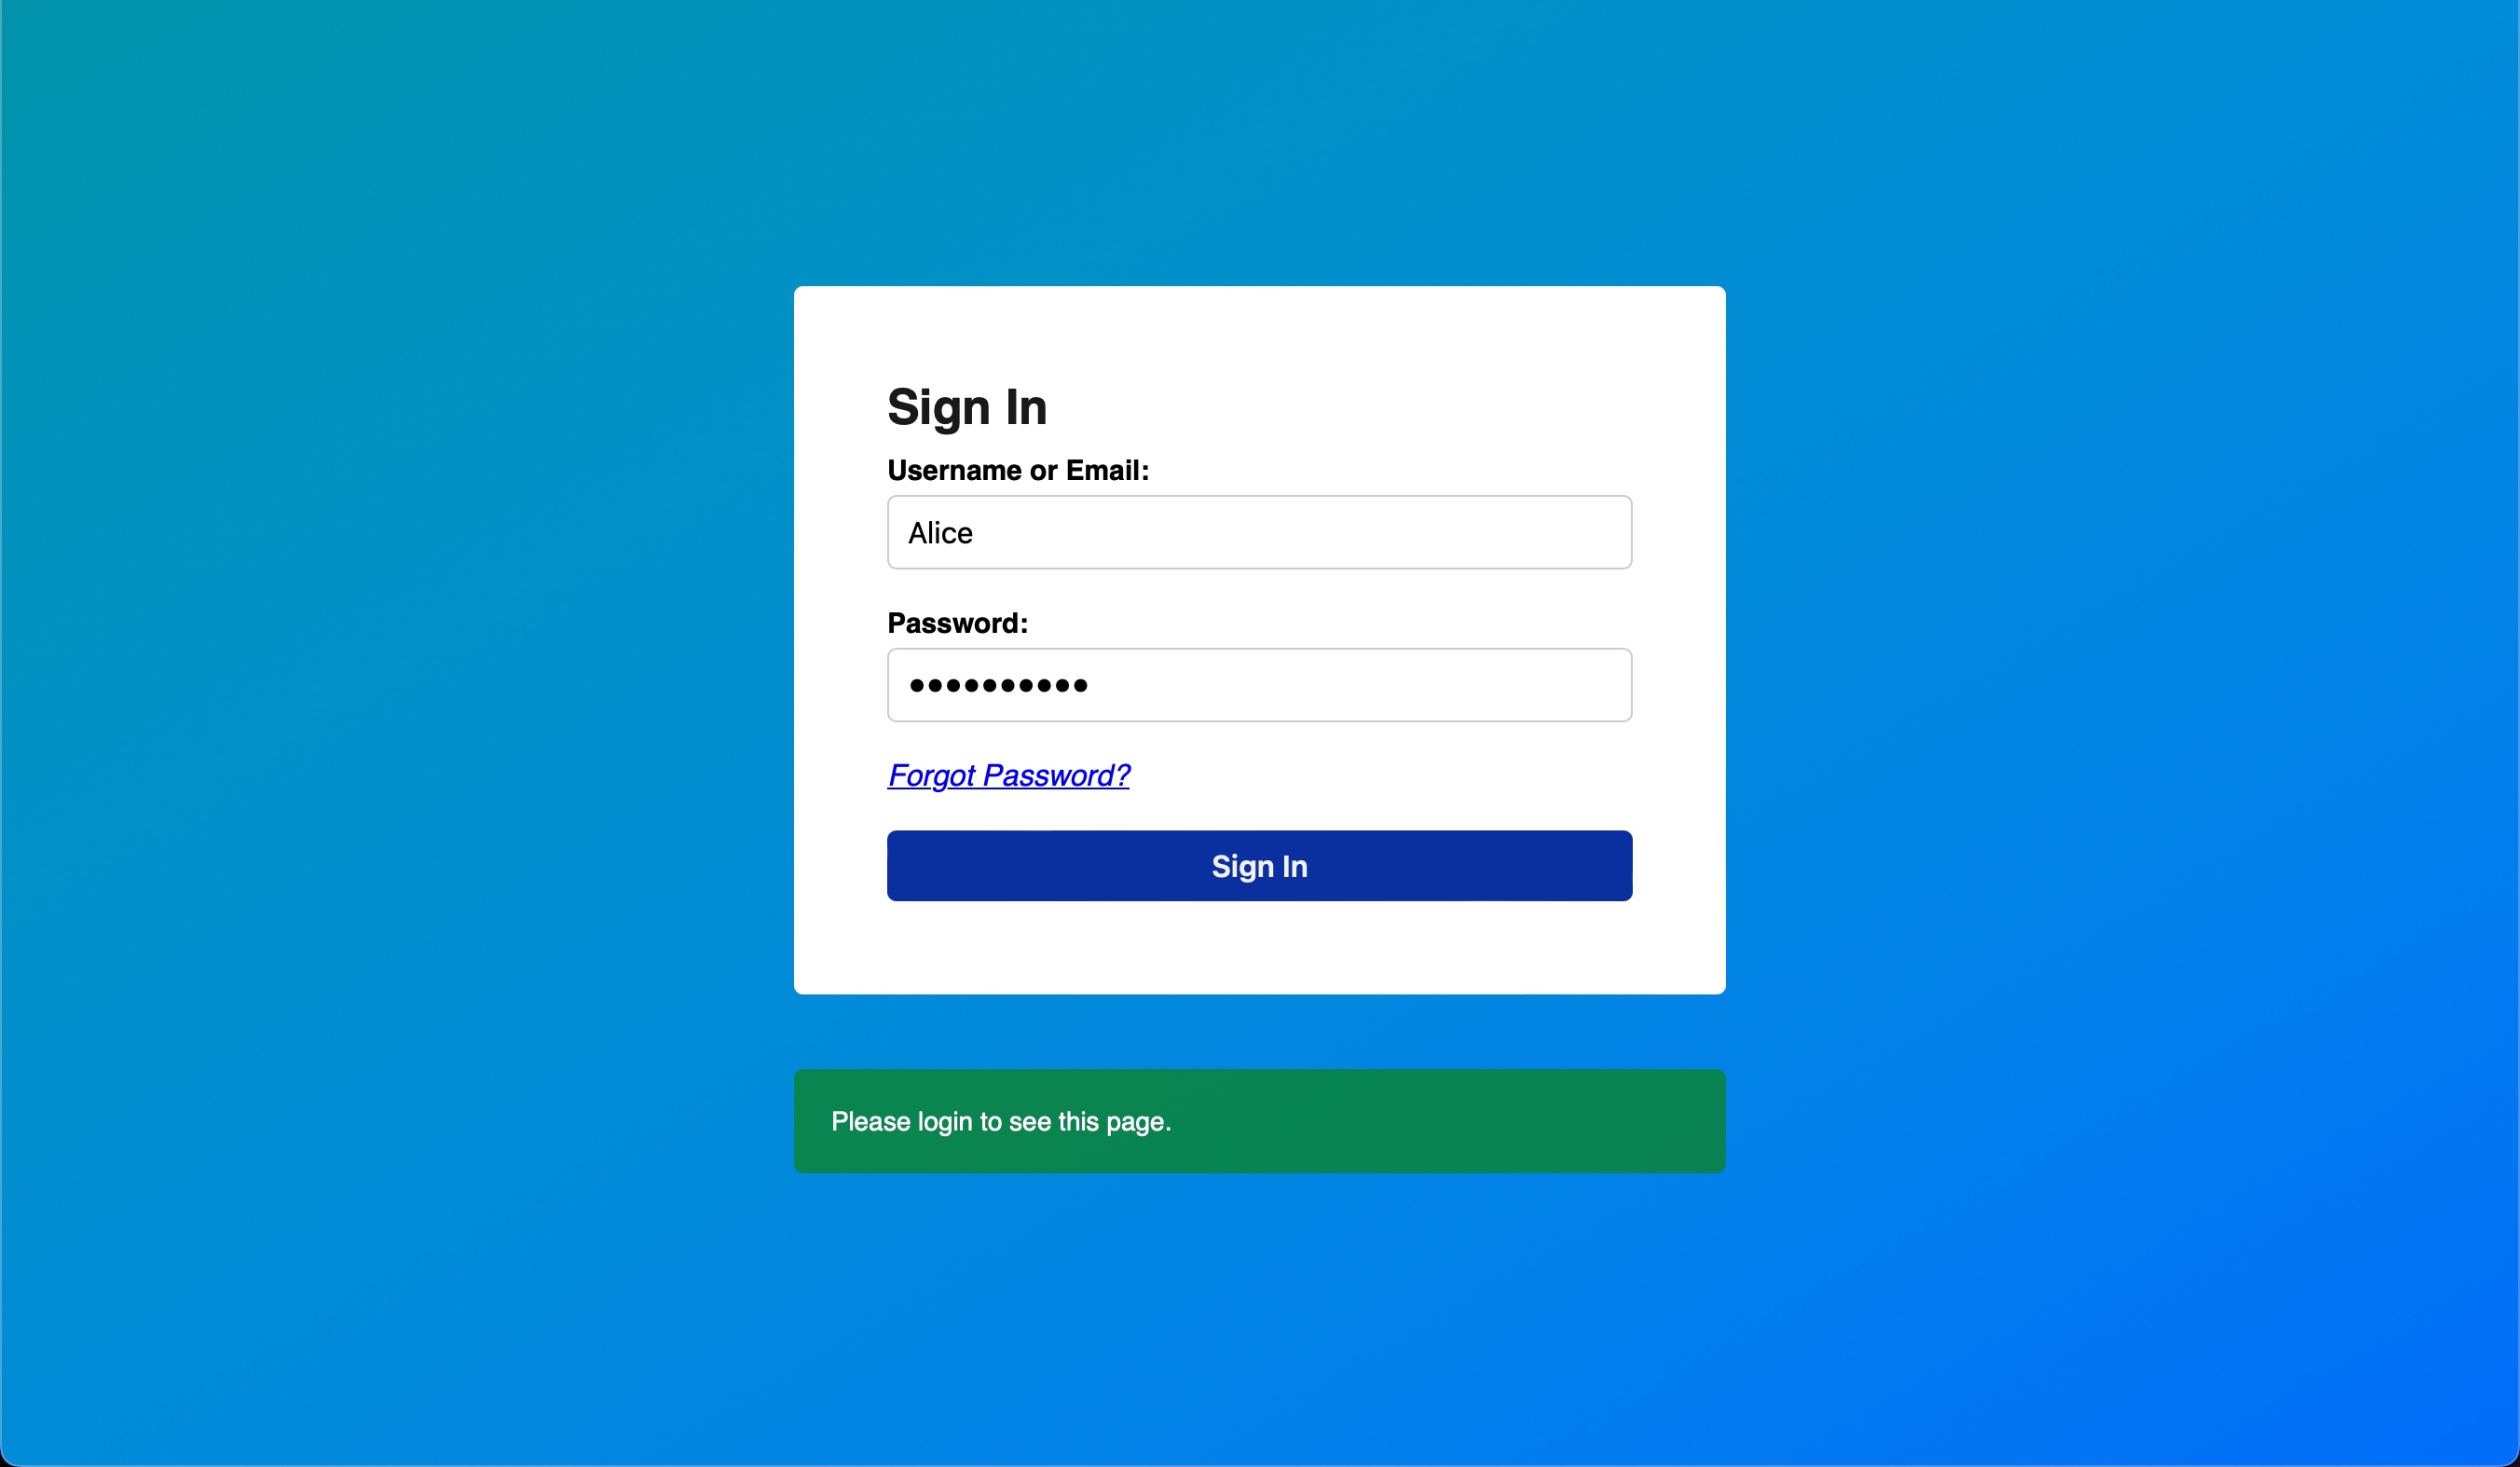 Sign In
Username or Email:
Alice
Password:
••••••••••
Forgot Password?
Sign In
Please login to see this page.